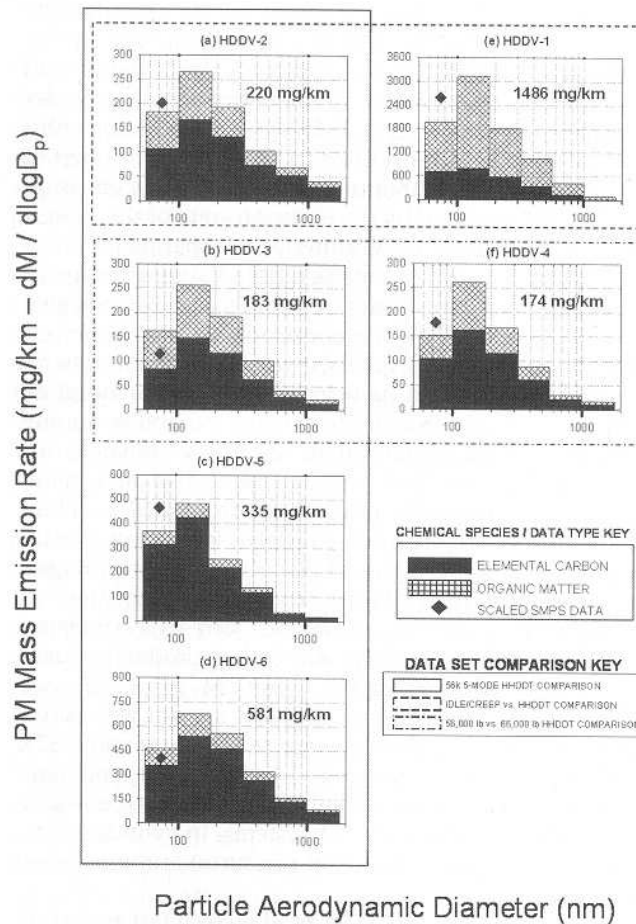 PM Mass Emission Rate (mg/km – dM / dlogDp)
(a) HDDV-2
300
250
200
150
100
50
0
220 mg/km
100
1000
(e) HDDV-1
3600
3000
2400
1800
1200
600
0
1486 mg/km
100
1000
(b) HDDV-3
300
250
200
150
100
50
0
183 mg/km
100
1000
(f) HDDV-4
300
250
200
150
100
50
0
174 mg/km
100
1000
(c) HDDV-5
600
500
400
300
200
100
0
335 mg/km
100
1000
CHEMICAL SPECIES / DATA TYPE KEY
ELEMENTAL CARBON
ORGANIC MATTER
SCALED SMPS DATA
(d) HDDV-6
900
750
600
450
300
150
0
581 mg/km
100
1000
DATA SET COMPARISON KEY
56k 5-MODE HHDDT COMPARISON
IDLE/CREEP vs. HHDDT COMPARISON
56,000 lb vs 66,000 lb HHDDT COMPARISON
Particle Aerodynamic Diameter (nm)